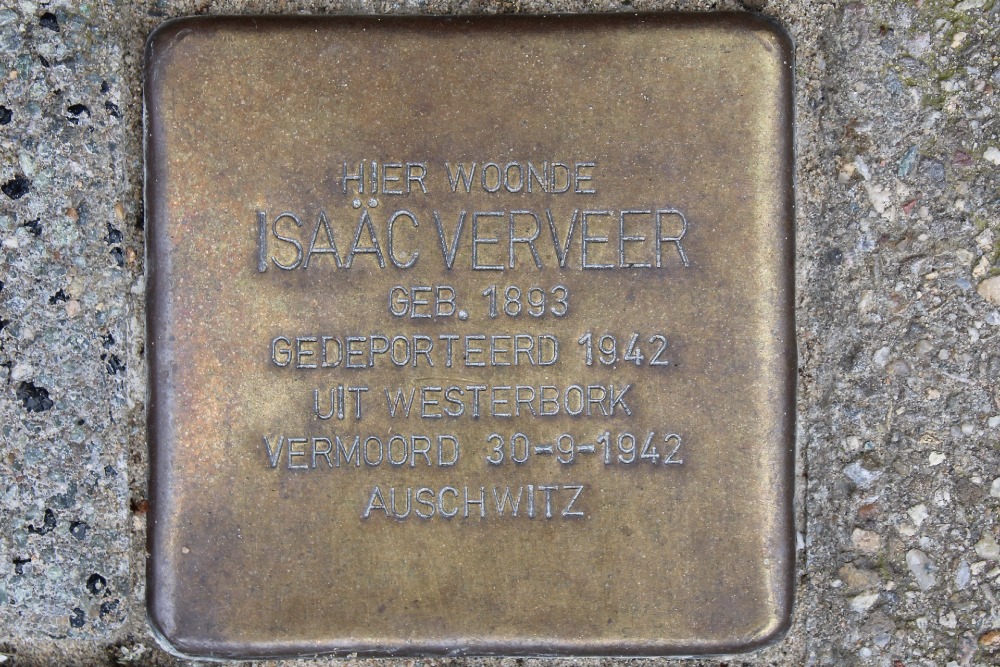 HIER WOONDE
ISAÄC VERVEER
GEB. 1893
GEDEPORTEERD 1942
UIT WESTERBORK
VERMOORD 30-9-1942
AUSCHWITZ